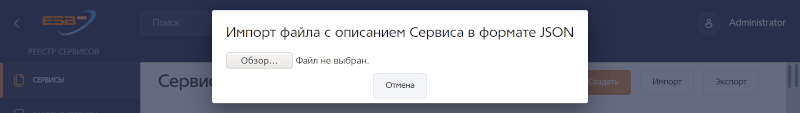 ESB
Поиск
Administrator
РЕЕСТР СЕРВИСОВ
Импорт файла с описанием Сервиса в формате JSON
Обзор... Файл не выбран.
Отмена
СЕРВИСЫ
Сервис
Создать
Импорт
Экспорт